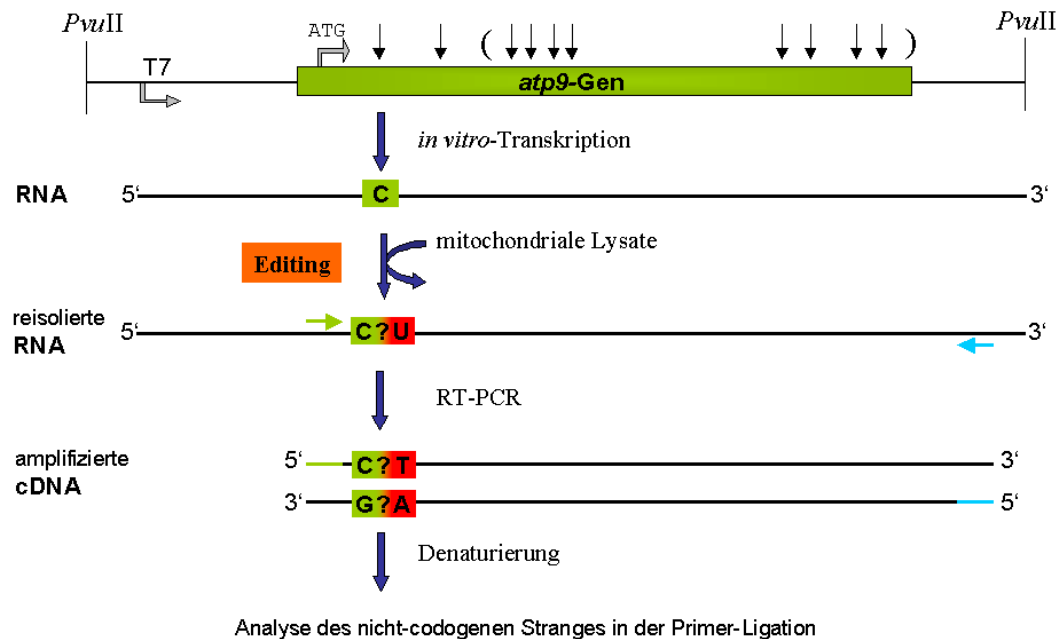 PvuII
ATG
(
)
PvuII
T7
atp9-Gen
in vitro-Transkription
RNA
5‘
C
3‘
Editing
mitochondriale Lysate
reisolierte
RNA
5‘
C?U
3‘
RT-PCR
amplifizierte
cDNA
5‘
C?T
3‘
3‘
G?A
5‘
Denaturierung
Analyse des nicht-codogenen Stranges in der Primer-Ligation